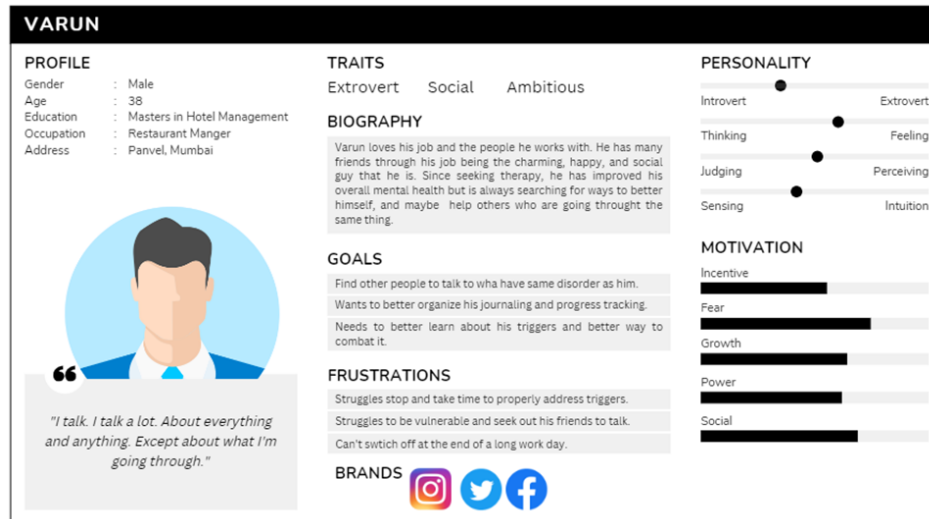 VARUN
PROFILE
Gender : Male
Age : 38
Education : Masters in Hotel Management
Occupation : Restaurant Manger
Address : Panvel, Mumbai
"I talk. I talk a lot. About everything
and anything. Except about what I'm
going through."
TRAITS
Extrovert Social Ambitious
BIOGRAPHY
Varun loves his job and the people he works with. He has many
friends through his job being the charming, happy, and social
guy that he is. Since seeking therapy, he has improved his
overall mental health but is always searching for ways to better
himself, and maybe help others who are going throught the
same thing.
GOALS
Find other people to talk to wha have same disorder as him.
Wants to better organize his journaling and progress tracking.
Needs to better learn about his triggers and better way to
combat it.
FRUSTRATIONS
Struggles stop and take time to properly address triggers.
Struggles to be vulnerable and seek out his friends to talk.
Can't swtich off at the end of a long work day.
BRANDS
PERSONALITY
Introvert Extrovert
Thinking Feeling
Judging Perceiving
Sensing Intuition
MOTIVATION
Incentive
Fear
Growth
Power
Social